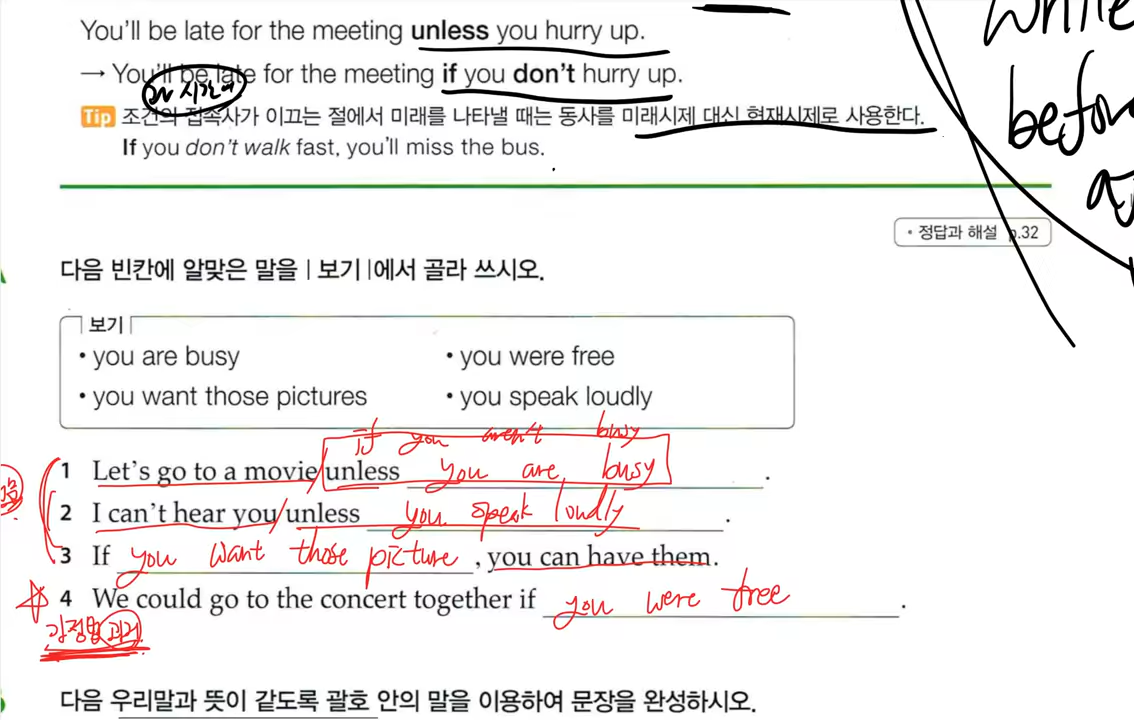 You'll be late for the meeting unless you hurry up.
→ You'll be late for the meeting if you don't hurry up.
Tip 조건의 접속사가 이끄는 절에서 미래를 나타낼 때는 동사를 미래시제 대신 현재시제로 사용한다.
If you don't walk fast, you'll miss the bus.
while
• 정답과 해설 p.32
다음 빈칸에 알맞은 말을 |보기|에서 골라 쓰시오.
보기
• you are busy • you were free
• you want those pictures • you speak loudly
if you aren't busy
1 Let's go to a movie/unless you are busy.
2 I can't hear you/unless you speak loudly.
3 If you want those picture, you can have them.
4 We could go to the concert together if you were free.
가정법 과거
다음 우리말과 뜻이 같도록 괄호 안의 말을 이용하여 문장을 완성하시오.